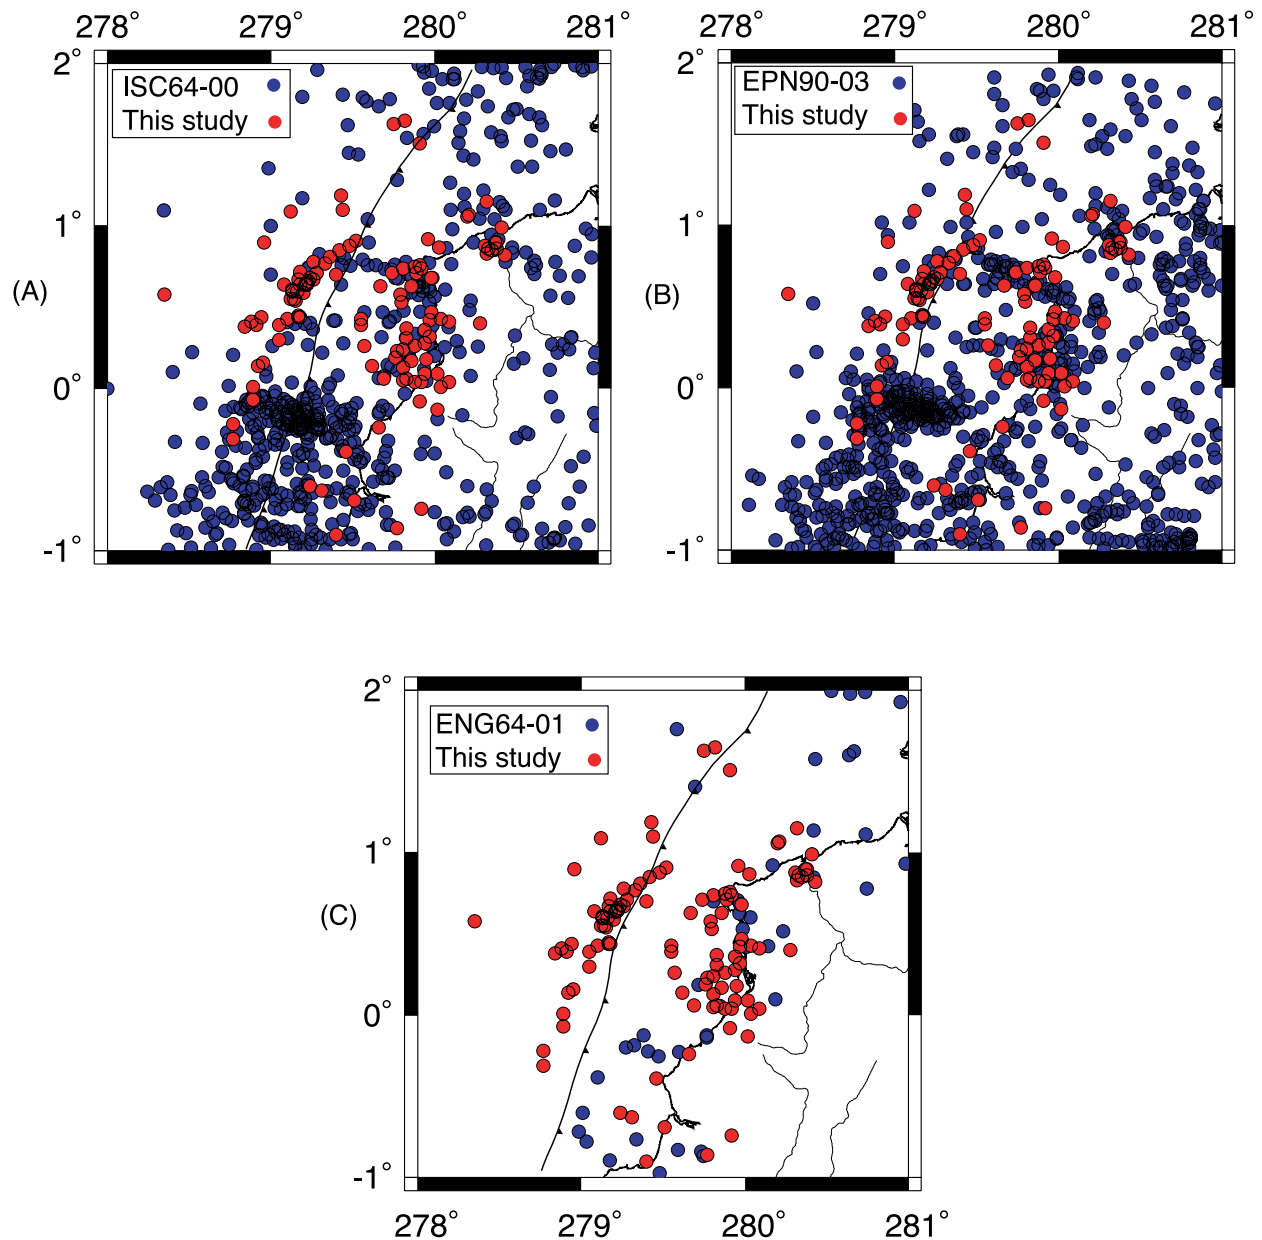 278° 279° 280° 281° 278° 279° 280° 281°
2° 2°
ISC64-00 EPN90-03
This study This study
1° 1°
(A) (B)
0° 0°
-1° -1°
2°
ENG64-01
This study
1°
(C)
0°
-1°
278° 279° 280° 281°